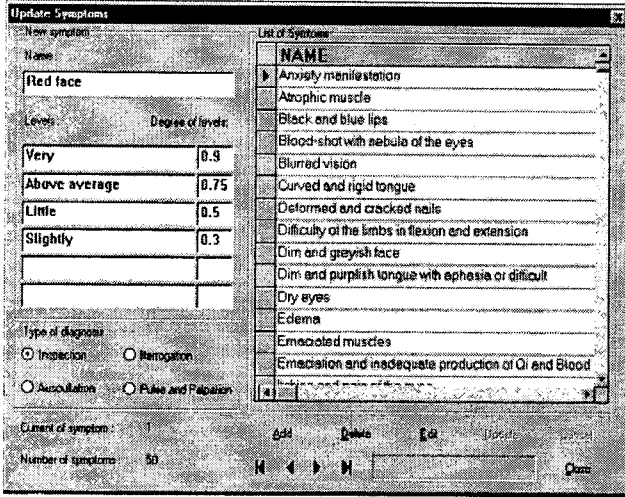 Update Symptoms
New symptom
Name
Red face
Levels
Degree of levels:
Very 0.9
Above average 0.75
Little 0.5
Slightly 0.3
Type of diagnosis
Inspection
Iterrogation
Auscultation
Pulse and Palpation
Current of symptom : 1
Number of symptoms 50
List of Symtoms
NAME
Anxiety manifestation
Atrophic muscle
Black and blue lips
Blood-shot with nebula of the eyes
Blurred vision
Curved and rigid tongue
Deformed and cracked nails
Difficulty of the limbs in flexion and extension
Dim and greyish face
Dim and purplish tongue with aphasia or difficult
Dry eyes
Edema
Emaciated muscles
Emaciation and inadequate production of Qi and Blood
Add Delete Edit Update Cancel
Close